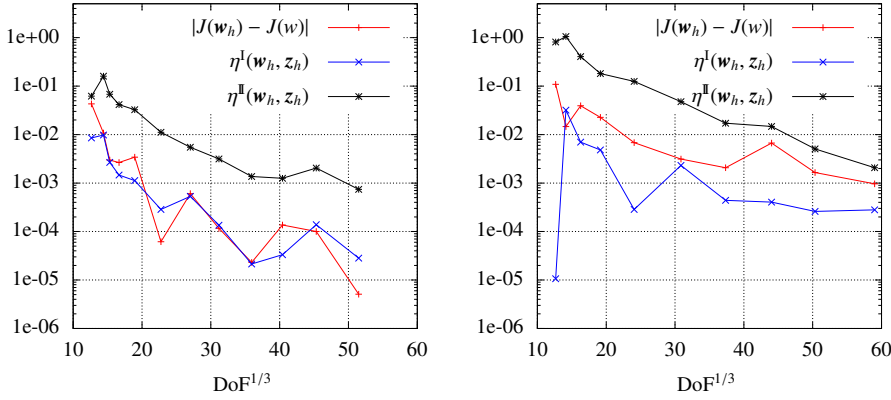 |J(w_h) − J(w)|
η^I(w_h, z_h)
η^II(w_h, z_h)
1e+00
1e-01
1e-02
1e-03
1e-04
1e-05
1e-06
10 20 30 40 50 60
DoF^1/3
|J(w_h) − J(w)|
η^I(w_h, z_h)
η^II(w_h, z_h)
1e+00
1e-01
1e-02
1e-03
1e-04
1e-05
1e-06
10 20 30 40 50 60
DoF^1/3